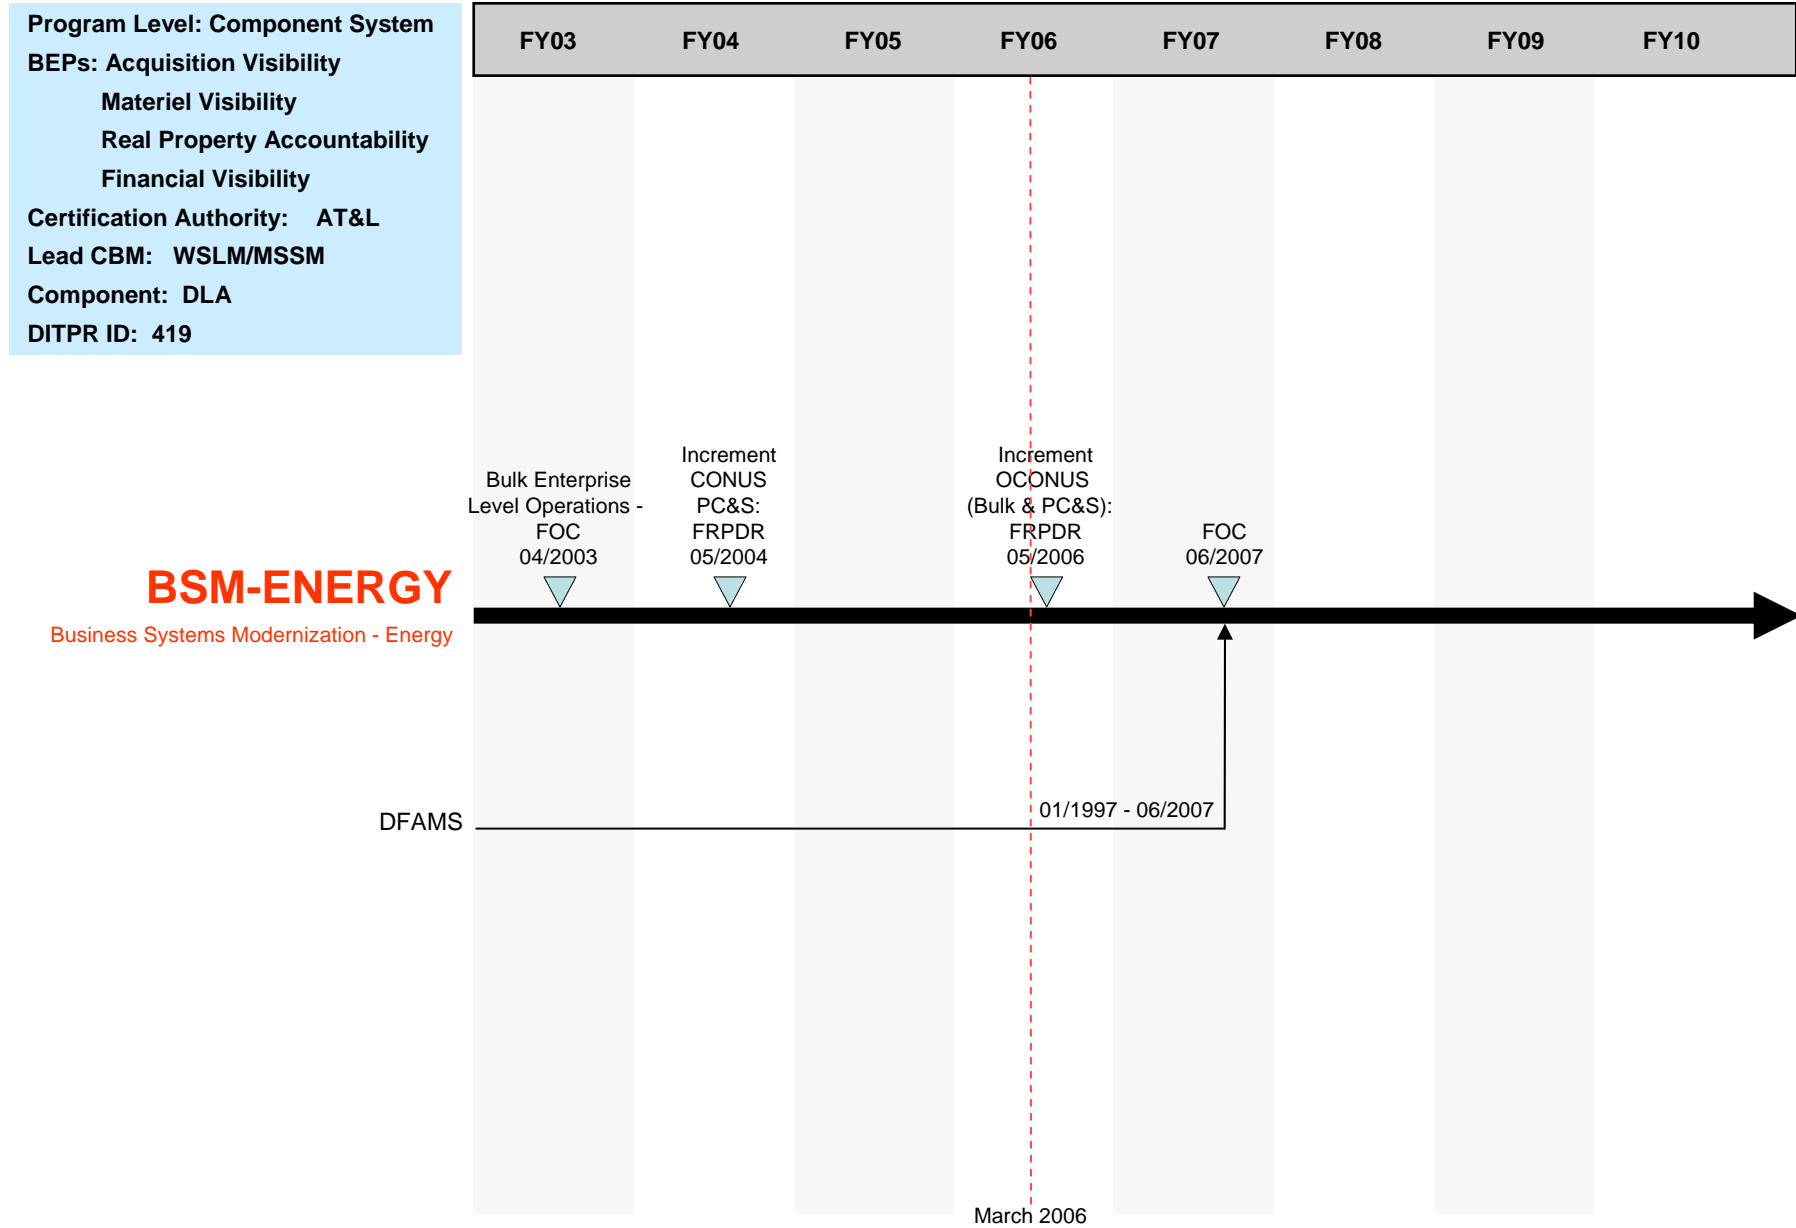 Program Level: Component System
BEPs: Acquisition Visibility
Materiel Visibility
Real Property Accountability
Financial Visibility
Certification Authority: AT&L
Lead CBM: WSLM/MSSM
Component: DLA
DITPR ID: 419
FY03 FY04 FY05 FY06 FY07 FY08 FY09 FY10
Bulk Enterprise
Level Operations -
FOC
04/2003
Increment
CONUS
PC&S:
FRPDR
05/2004
Increment
OCONUS
(Bulk & PC&S):
FRPDR
05/2006
FOC
06/2007
BSM-ENERGY
Business Systems Modernization - Energy
DFAMS
01/1997 - 06/2007
March 2006